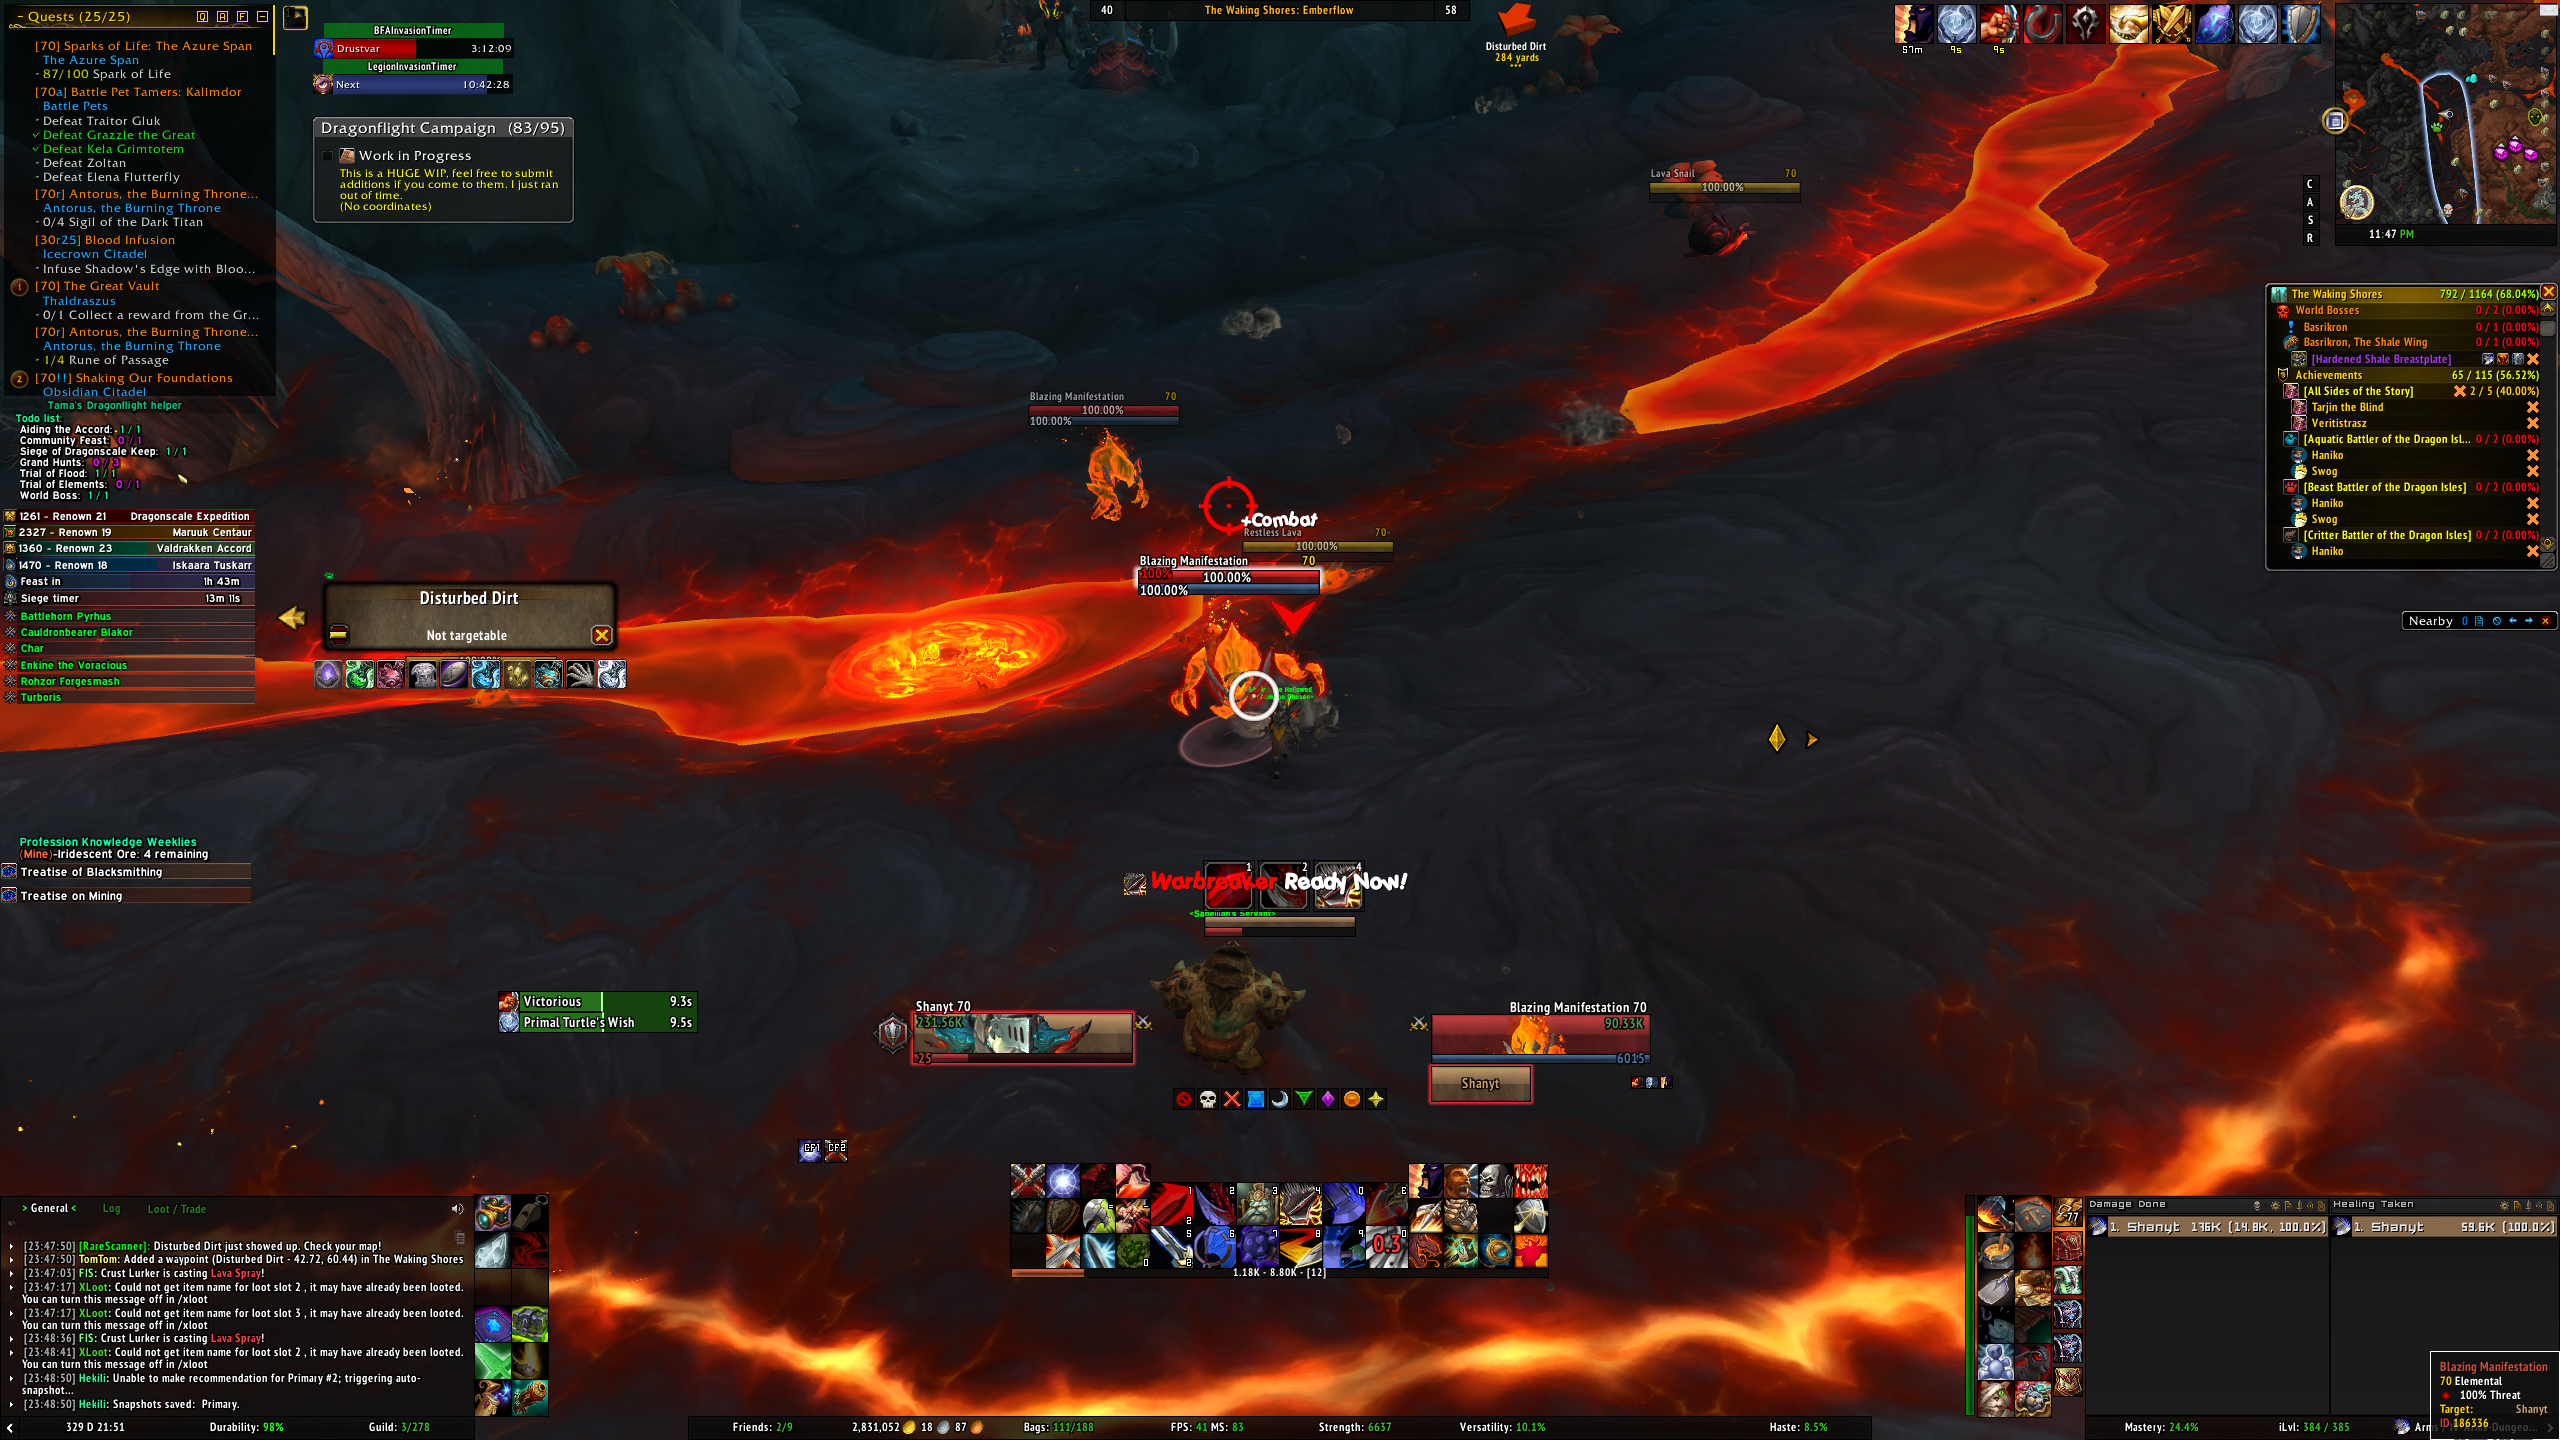 - Quests (25/25)
Q A F -
[70] Sparks of Life: The Azure Span
The Azure Span
- 87/100 Spark of Life
[70a] Battle Pet Tamers: Kalimdor
Battle Pets
- Defeat Traitor Gluk
Defeat Grazzle the Great
Defeat Kela Grimtotem
- Defeat Zoltan
- Defeat Elena Flutterfly
[70r] Antorus, the Burning Throne...
Antorus, the Burning Throne
- 0/4 Sigil of the Dark Titan
[30r25] Blood Infusion
Icecrown Citadel
- Infuse Shadow's Edge with Bloo...
1 [70] The Great Vault
Thaldraszus
- 0/1 Collect a reward from the Gr...
[70r] Antorus, the Burning Throne...
Antorus, the Burning Throne
- 1/4 Rune of Passage
2 [70!!] Shaking Our Foundations
Obsidian Citadel
Tama's Dragonflight helper
Todo list:
Aiding the Accord: 1 / 1
Community Feast: 0 / 1
Siege of Dragonscale Keep: 1 / 1
Grand Hunts: 0 / 3
Trial of Flood: 1 / 1
Trial of Elements: 0 / 1
World Boss: 1 / 1
1261 - Renown 21 Dragonscale Expedition
2327 - Renown 19 Maruuk Centaur
1360 - Renown 23 Valdrakken Accord
1470 - Renown 18 Iskaara Tuskarr
Feast in 1h 43m
Siege timer 13m 11s
Battlehorn Pyrhus
Cauldronbearer Blakor
Char
Enkine the Voracious
Rohzor Forgesmash
Turboris
Profession Knowledge Weeklies
(Mine)-Iridescent Ore: 4 remaining
Treatise of Blacksmithing
Treatise on Mining
BFAInvasionTimer
Drustvar 3:12:09
LegionInvasionTimer
Next 10:42:28
Dragonflight Campaign (83/95)
Work in Progress
This is a HUGE WIP, feel free to submit
additions if you come to them. I just ran
out of time.
(No coordinates)
40 The Waking Shores: Emberflow 58
Disturbed Dirt
284 yards
57m 9s 9s
11:47 PM
C
A
S
R
Lava Snail 70
100.00%
Blazing Manifestation 70
100.00%
100.00%
+Combat
Restless Lava 70-
100.00%
Blazing Manifestation 70
100% 100.00%
100.00%
Disturbed Dirt
Not targetable
The Waking Shores 792 / 1164 (68.04%)
World Bosses 0 / 2 (0.00%)
Basrikron 0 / 1 (0.00%)
Basrikron, The Shale Wing 0 / 1 (0.00%)
[Hardened Shale Breastplate]
Achievements 65 / 115 (56.52%)
[All Sides of the Story] 2 / 5 (40.00%)
Tarjin the Blind
Veritistrasz
[Aquatic Battler of the Dragon Isl... 0 / 2 (0.00%)
Haniko
Swog
[Beast Battler of the Dragon Isles] 0 / 2 (0.00%)
Haniko
Swog
[Critter Battler of the Dragon Isles] 0 / 2 (0.00%)
Haniko
Nearby 0
1 2 4
Warbreaker Ready Now!
<Sabellian's Servant>
Victorious 9.3s
Primal Turtle's Wish 9.5s
Shanyt 70
231.56K
25
Blazing Manifestation 70
90.33K
6015
Shanyt
CF1 CF2
0.3
1.18K - 8.80K - [12]
> General < Log Loot / Trade
[23:47:50] [RareScanner]: Disturbed Dirt just showed up. Check your map!
[23:47:50] TomTom: Added a waypoint (Disturbed Dirt - 42.72, 60.44) in The Waking Shores
[23:47:03] FIS: Crust Lurker is casting Lava Spray!
[23:47:17] XLoot: Could not get item name for loot slot 2 , it may have already been looted.
You can turn this message off in /xloot
[23:47:17] XLoot: Could not get item name for loot slot 3 , it may have already been looted.
You can turn this message off in /xloot
[23:48:36] FIS: Crust Lurker is casting Lava Spray!
[23:48:41] XLoot: Could not get item name for loot slot 2 , it may have already been looted.
You can turn this message off in /xloot
[23:48:50] Hekili: Unable to make recommendation for Primary #2; triggering auto-
snapshot...
[23:48:50] Hekili: Snapshots saved: Primary.
77
Damage Done
1. Shanyt 176K (14.8K, 100.0%)
Healing Taken
1. Shanyt 59.6K (100.0%)
Blazing Manifestation
70 Elemental
100% Threat
Target: Shanyt
ID 186336
329 D 21:51 Durability: 98% Guild: 3/278
Friends: 2/9 2,831,052 18 87 Bags: 111/188 FPS: 41 MS: 83 Strength: 6637 Versatility: 10.1% Haste: 8.5%
Mastery: 24.4% iLvl: 384 / 385